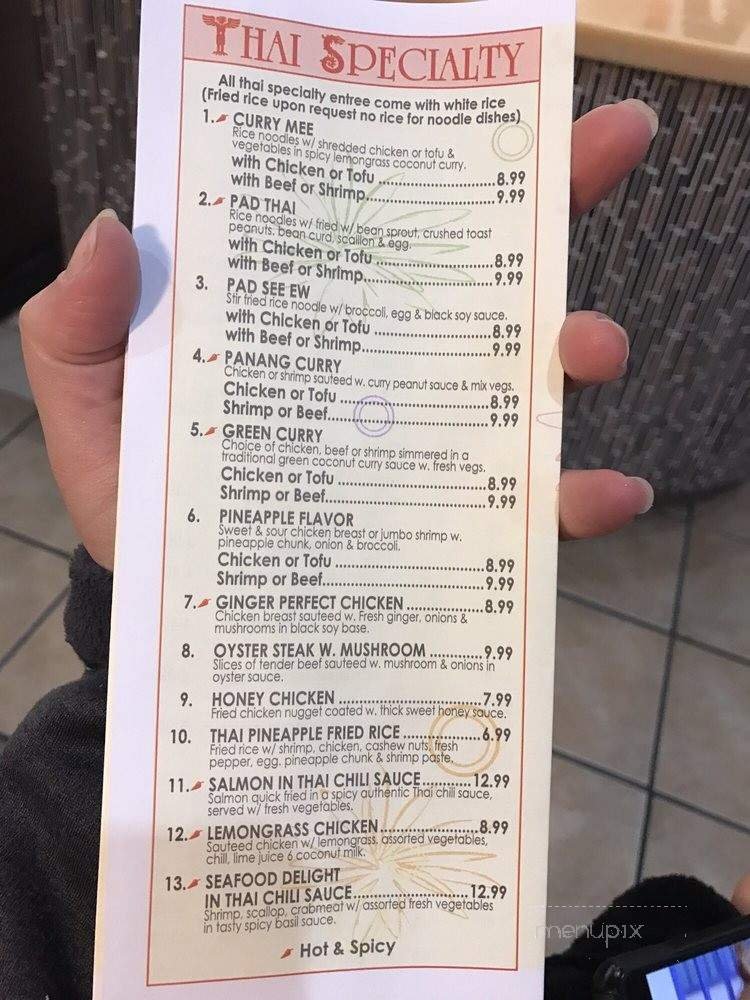 THAI SPECIALTY
All thai specialty entree come with white rice
(Fried rice upon request no rice for noodle dishes)
1. CURRY MEE
Rice noodles w/ shredded chicken or tofu &
vegetables in spicy lemongrass coconut curry.
with Chicken or Tofu ..................8.99
with Beef or Shrimp....................9.99
2. PAD THAI
Rice noodles w/ fried w/ bean sprout, crushed toast
peanuts, bean curd, scallion & egg.
with Chicken or Tofu ..................8.99
with Beef or Shrimp....................9.99
3. PAD SEE EW
Stir fried rice noodle w/ broccoli, egg & black soy sauce.
with Chicken or Tofu ..................8.99
with Beef or Shrimp....................9.99
4. PANANG CURRY
Chicken or shrimp sauteed w. curry peanut sauce & mix vegs.
Chicken or Tofu ......................8.99
Shrimp or Beef........................9.99
5. GREEN CURRY
Choice of chicken, beef or shrimp simmered in a
traditional green coconut curry sauce w. fresh vegs.
Chicken or Tofu ......................8.99
Shrimp or Beef........................9.99
6. PINEAPPLE FLAVOR
Sweet & sour chicken breast or jumbo shrimp w.
pineapple chunk, onion & broccoli.
Chicken or Tofu ......................8.99
Shrimp or Beef........................9.99
7. GINGER PERFECT CHICKEN ...........8.99
Chicken breast sauteed w. Fresh ginger, onions &
mushrooms in black soy base.
8. OYSTER STEAK W. MUSHROOM ............9.99
Slices of tender beef sauteed w. mushroom & onions in
oyster sauce.
9. HONEY CHICKEN ......................7.99
Fried chicken nugget coated w. thick sweet honey sauce.
10. THAI PINEAPPLE FRIED RICE ............6.99
Fried rice w/ shrimp, chicken, cashew nuts, fresh
pepper, egg, pineapple chunk & shrimp paste.
11. SALMON IN THAI CHILI SAUCE..........12.99
Salmon quick fried in a spicy authentic Thai chili sauce,
served w/ fresh vegetables.
12. LEMONGRASS CHICKEN..................8.99
Sauteed chicken w/ lemongrass, assorted vegetables,
chill, lime juice 6 coconut milk.
13. SEAFOOD DELIGHT
IN THAI CHILI SAUCE....................12.99
Shrimp, scallop, crabmeat w/ assorted fresh vegetables
in tasty spicy basil sauce.
Hot & Spicy
menupix